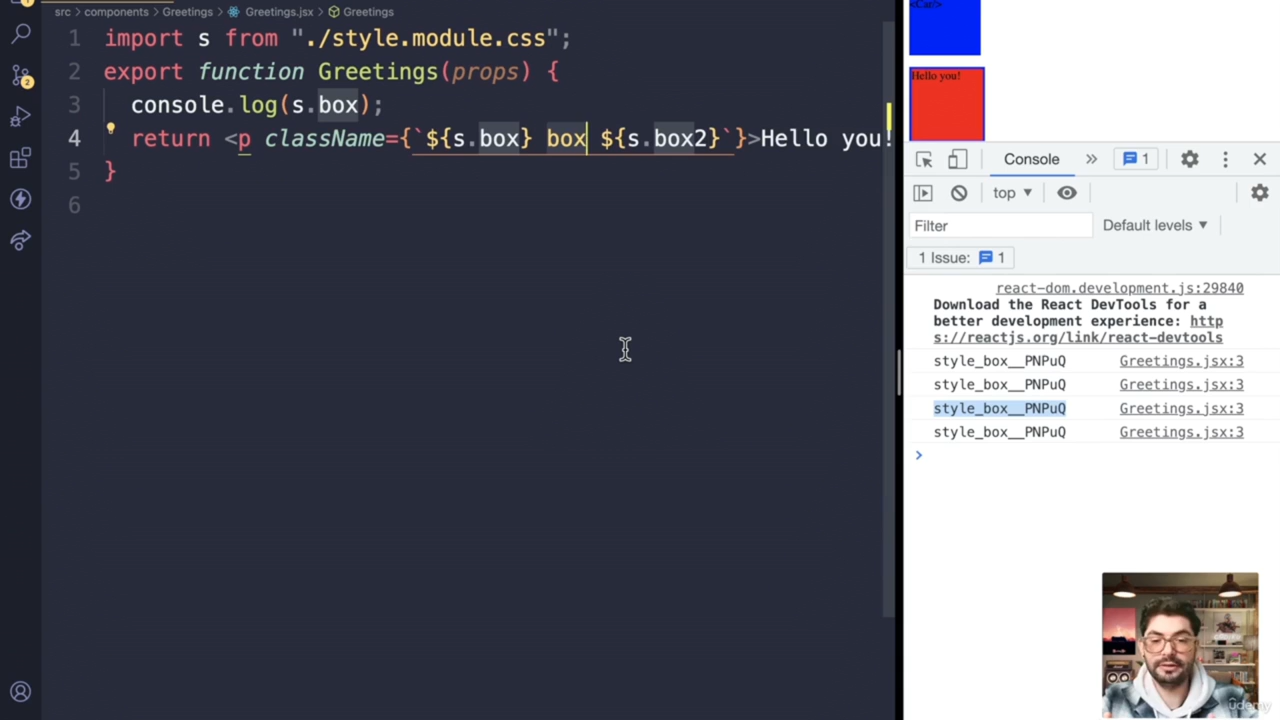 src > components > Greetings > Greetings.jsx > Greetings
1 import s from "./style.module.css";
2 export function Greetings(props) {
3 console.log(s.box);
4 return <p className={`${s.box} box ${s.box2}`}>Hello you!
5 }
6
2
<Car/>
Hello you!
Console » 1
top ▼
Filter Default levels ▼
1 Issue: 1
react-dom.development.js:29840
Download the React DevTools for a
better development experience: http
s://reactjs.org/link/react-devtools
style_box__PNPuQ Greetings.jsx:3
style_box__PNPuQ Greetings.jsx:3
style_box__PNPuQ Greetings.jsx:3
style_box__PNPuQ Greetings.jsx:3
>
ûdemy